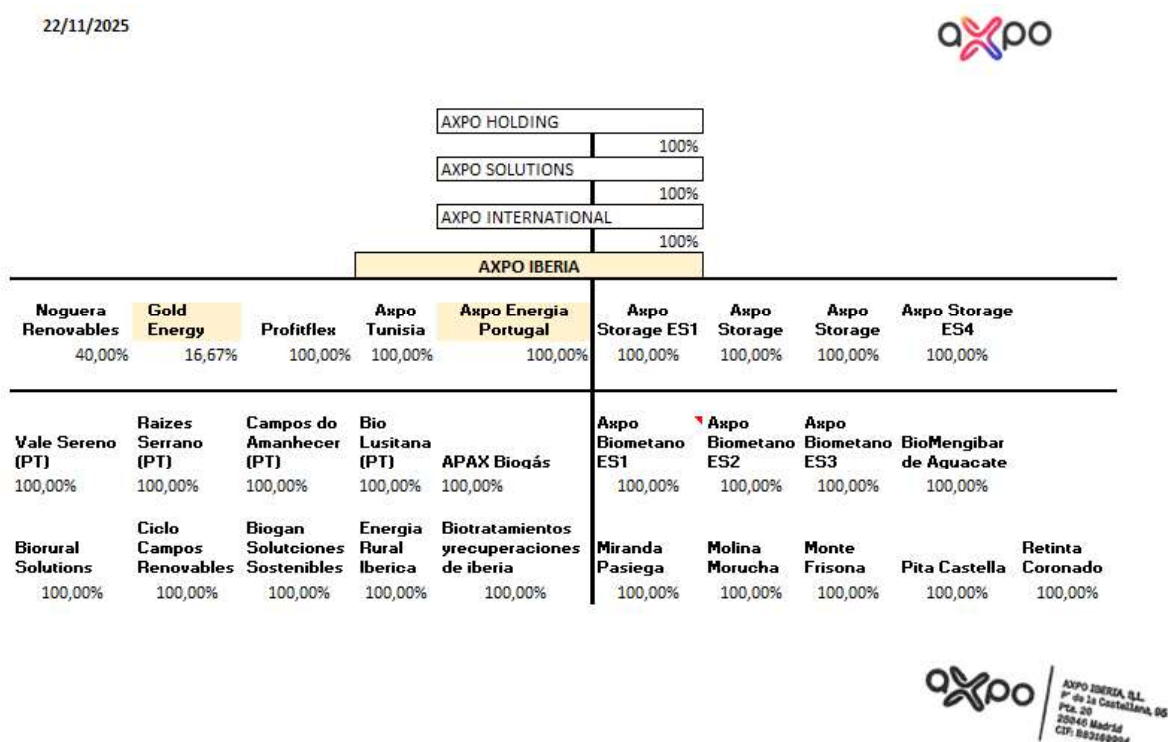 22/11/2025
axpo
AXPO HOLDING
100%
AXPO SOLUTIONS
100%
AXPO INTERNATIONAL
100%
AXPO IBERIA
Noguera Renovables
Gold Energy
Profitflex
Axpo Tunisia
Axpo Energia Portugal
Axpo Storage ES1
Axpo Storage
Axpo Storage
Axpo Storage ES4
40,00% 16,67% 100,00% 100,00% 100,00% 100,00% 100,00% 100,00% 100,00%
Vale Sereno (PT)
Raizes Serrano (PT)
Campos do Amanhecer (PT)
Bio Lusitana (PT)
APAX Biogás
Axpo Biometano ES1
Axpo Biometano ES2
Axpo Biometano ES3
BioMengibar de Aguacate
100,00% 100,00% 100,00% 100,00% 100,00% 100,00% 100,00% 100,00% 100,00%
Biorural Solutions
Ciclo Campos Renovables
Biogan Solutciones Sostenibles
Energia Rural Iberica
Biotratamientos yrecuperaciones de iberia
Miranda Pasiega
Molina Morucha
Monte Frisona
Pita Castella
Retinta Coronado
100,00% 100,00% 100,00% 100,00% 100,00% 100,00% 100,00% 100,00% 100,00% 100,00%
axpo
AXPO IBERIA, S.L.
Pº de la Castellana, 95
Pta. 20
28046 Madrid
CIF: